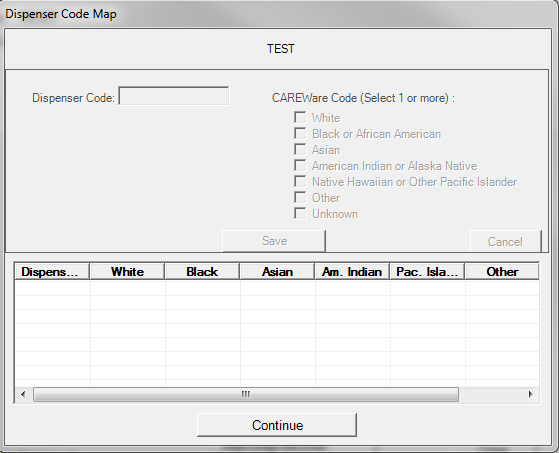 Dispenser Code Map
TEST
Dispenser Code:
CAREWare Code (Select 1 or more) :
White
Black or African American
Asian
American Indian or Alaska Native
Native Hawaiian or Other Pacific Islander
Other
Unknown
Save Cancel
Dispens... White Black Asian Am. Indian Pac. Isla... Other
Continue